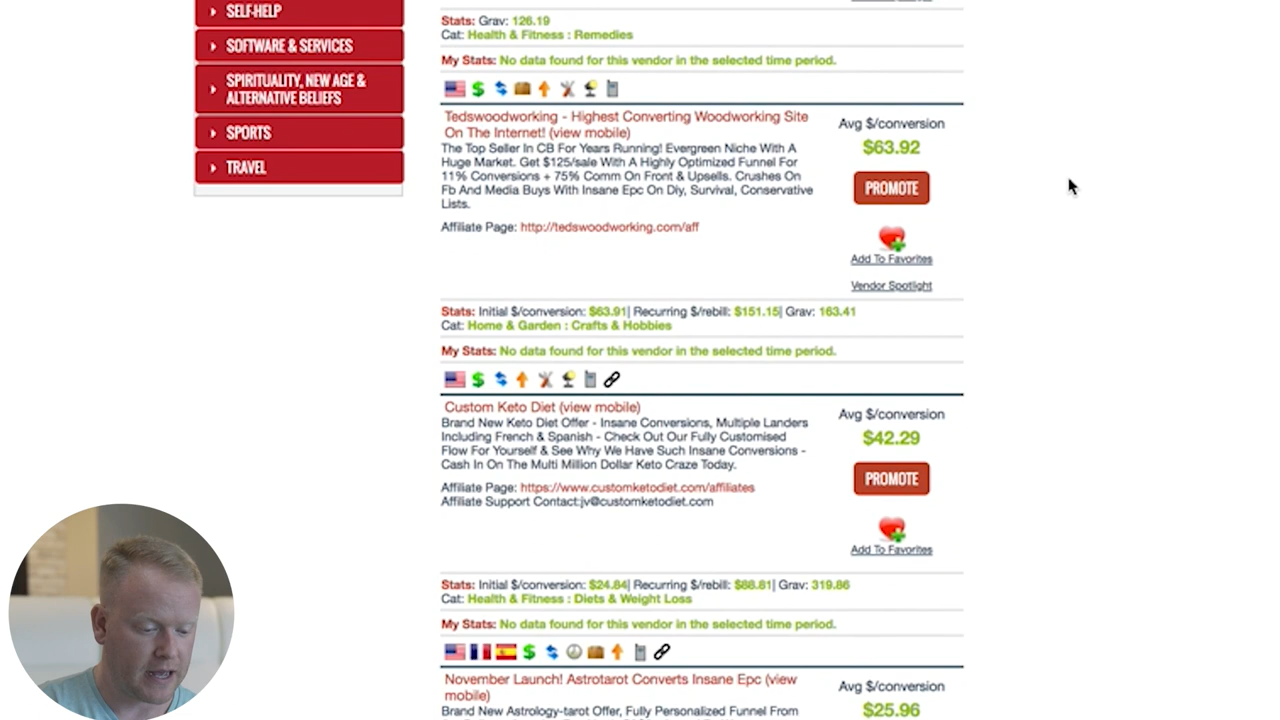 SELF-HELP
SOFTWARE & SERVICES
SPIRITUALITY, NEW AGE &
ALTERNATIVE BELIEFS
SPORTS
TRAVEL
Stats: Grav: 126.19
Cat: Health & Fitness : Remedies
My Stats: No data found for this vendor in the selected time period.
Tedswoodworking - Highest Converting Woodworking Site
On The Internet! (view mobile)
The Top Seller In CB For Years Running! Evergreen Niche With A
Huge Market. Get $125/sale With A Highly Optimized Funnel For
11% Conversions + 75% Comm On Front & Upsells. Crushes On
Fb And Media Buys With Insane Epc On Diy, Survival, Conservative
Lists.
Affiliate Page: http://tedswoodworking.com/aff
Avg $/conversion
$63.92
PROMOTE
Add To Favorites
Vendor Spotlight
Stats: Initial $/conversion: $63.91| Recurring $/rebill: $151.15| Grav: 163.41
Cat: Home & Garden : Crafts & Hobbies
My Stats: No data found for this vendor in the selected time period.
Custom Keto Diet (view mobile)
Brand New Keto Diet Offer - Insane Conversions, Multiple Landers
Including French & Spanish - Check Out Our Fully Customised
Flow For Yourself & See Why We Have Such Insane Conversions -
Cash In On The Multi Million Dollar Keto Craze Today.
Affiliate Page: https://www.customketodiet.com/affiliates
Affiliate Support Contact:jv@customketodiet.com
Avg $/conversion
$42.29
PROMOTE
Add To Favorites
Stats: Initial $/conversion: $24.84| Recurring $/rebill: $88.81| Grav: 319.86
Cat: Health & Fitness : Diets & Weight Loss
My Stats: No data found for this vendor in the selected time period.
November Launch! Astrotarot Converts Insane Epc (view
mobile)
Brand New Astrology-tarot Offer, Fully Personalized Funnel From
Avg $/conversion
$25.96